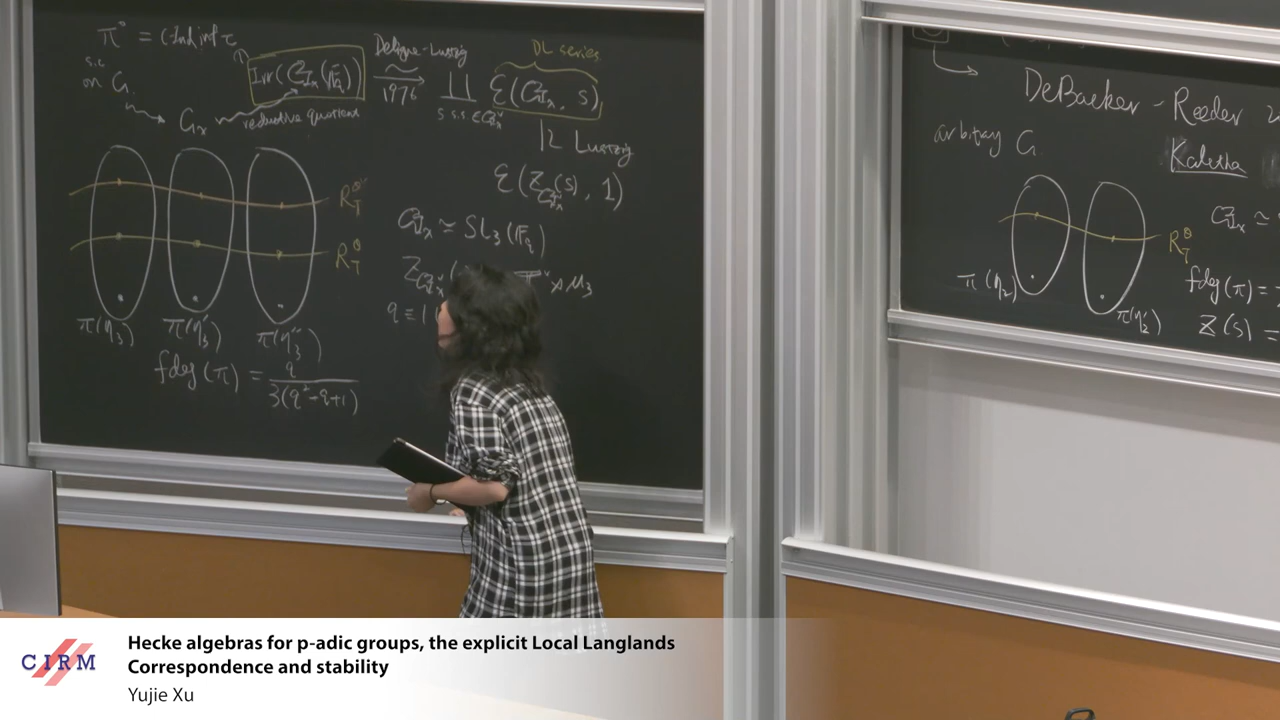 π° = c-Ind inf τ
s.c.
on G
G_x
reductive quotient
Irr(𝔾_x(F_q))
Deligne-Lusztig
1976
∐
s s.s. ∈ 𝔾_x^∨
DL series
ℰ(𝔾_x, s)
|≀ Lusztig
ℰ(Z_{𝔾_x^∨}(s), 1)
R_T^θ
R_T^θ
π(η_3) π(η_3') π(η_3'')
fdeg(π) = q / 3(q²-q+1)
𝔾_x ≃ SL_3(F_q)
⋊ μ_3
q ≡ 1
DeBacker - Reeder
arbitrary G
Kaletha
R_T^θ
π(η_2) π(η_2')
𝔾_x ≃
fdeg(π) =
Z(s) =
CIRM
Hecke algebras for p-adic groups, the explicit Local Langlands
Correspondence and stability
Yujie Xu